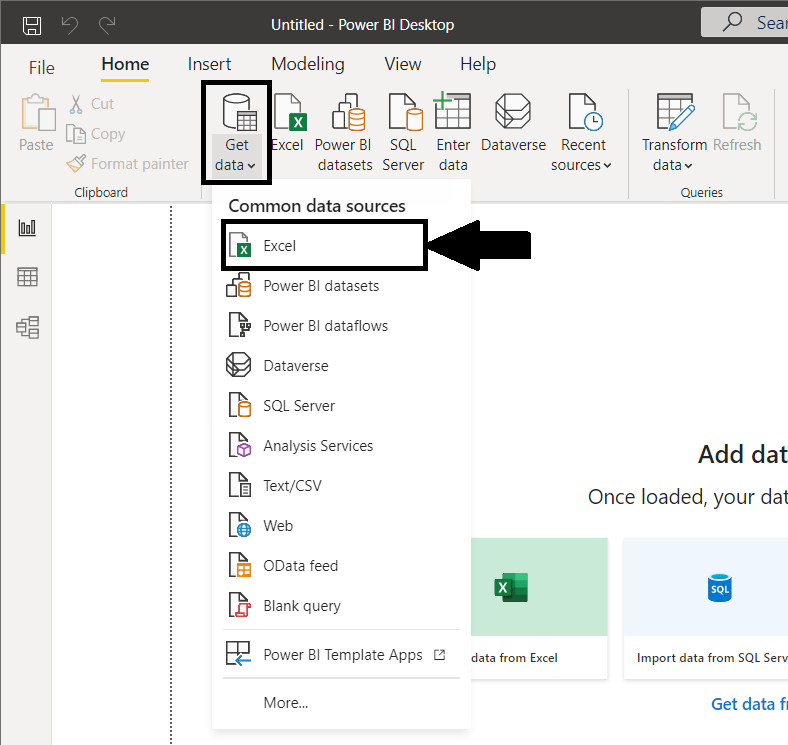 Untitled - Power BI Desktop
Sear
File
Home
Insert
Modeling
View
Help
Paste
Cut
Copy
Format painter
Clipboard
Get
data
Excel
Power BI
datasets
SQL
Server
Enter
data
Dataverse
Recent
sources
Transform
data
Refresh
Queries
Common data sources
Excel
Power BI datasets
Power BI dataflows
Dataverse
SQL Server
Analysis Services
Text/CSV
Web
OData feed
Blank query
Power BI Template Apps
More...
Add dat
Once loaded, your dat
SQL
data from Excel
Import data from SQL Serv
Get data fr